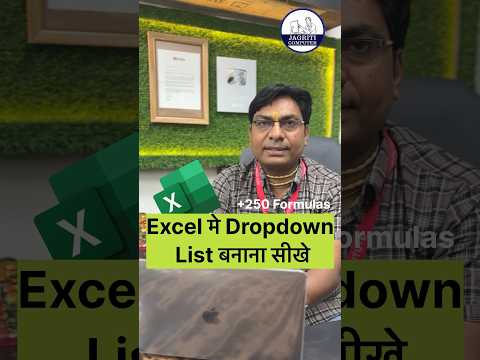 JAGRITI
COMPUTER
+250 Formulas
Excel मे Dropdown
List बनाना सीखे